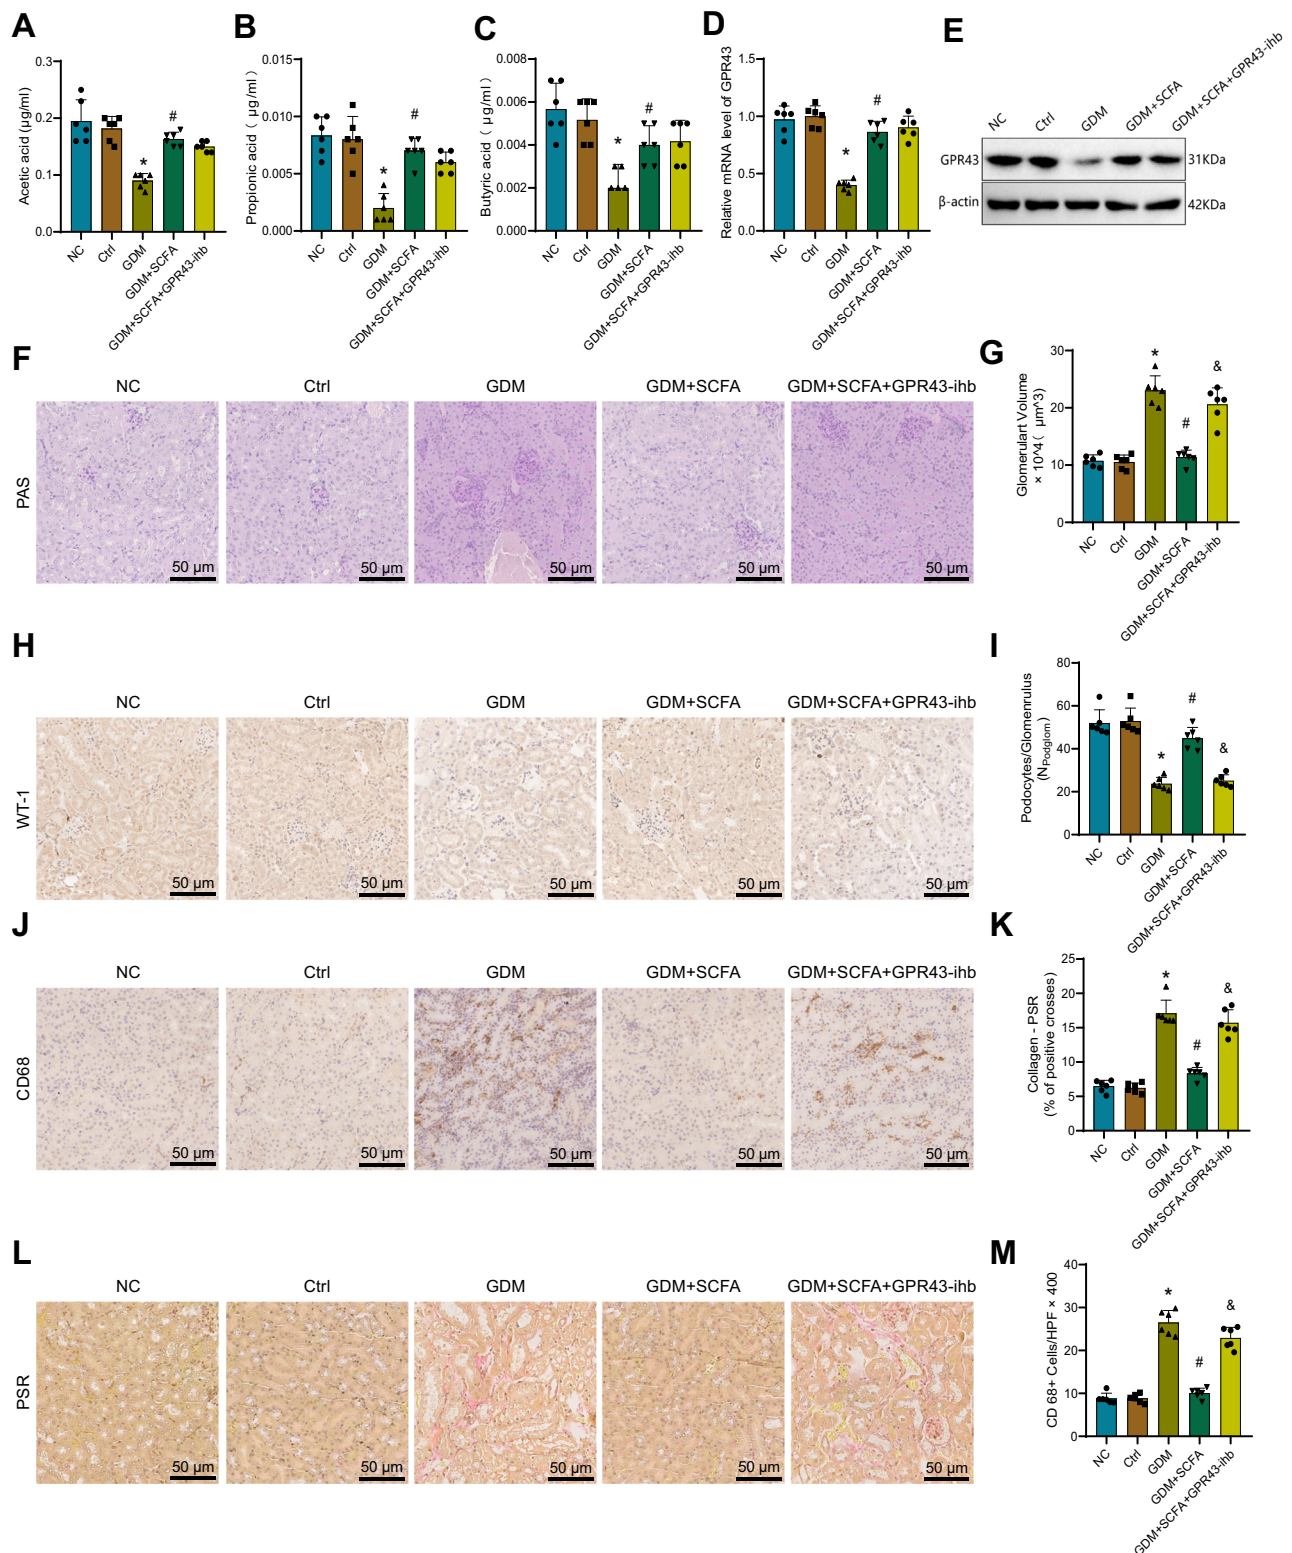 A
Acetic acid (μg/ml)
0.3
0.2
0.1
0.0
*
#
NC
Ctrl
GDM
GDM+SCFA
GDM+SCFA+GPR43-ihb
B
Propionic acid ( μg/ml)
0.015
0.010
0.005
0.000
*
#
NC
Ctrl
GDM
GDM+SCFA
GDM+SCFA+GPR43-ihb
C
Butyric acid ( μg/ml)
0.008
0.006
0.004
0.002
0.000
*
#
NC
Ctrl
GDM
GDM+SCFA
GDM+SCFA+GPR43-ihb
D
Relative mRNA level of GPR43
1.5
1.0
0.5
0.0
*
#
NC
Ctrl
GDM
GDM+SCFA
GDM+SCFA+GPR43-ihb
E
NC
Ctrl
GDM
GDM+SCFA
GDM+SCFA+GPR43-ihb
GPR43
31KDa
β-actin
42KDa
F
NC
Ctrl
GDM
GDM+SCFA
GDM+SCFA+GPR43-ihb
PAS
50 μm
50 μm
50 μm
50 μm
50 μm
G
Glomerulart Volume
× 10^4( μm^3)
30
20
10
0
*
#
&
NC
Ctrl
GDM
GDM+SCFA
GDM+SCFA+GPR43-ihb
H
NC
Ctrl
GDM
GDM+SCFA
GDM+SCFA+GPR43-ihb
WT-1
50 μm
50 μm
50 μm
50 μm
50 μm
I
Podocytes/Glomenrulus
(NPodglom)
80
60
40
20
0
*
#
&
NC
Ctrl
GDM
GDM+SCFA
GDM+SCFA+GPR43-ihb
J
NC
Ctrl
GDM
GDM+SCFA
GDM+SCFA+GPR43-ihb
CD68
50 μm
50 μm
50 μm
50 μm
50 μm
K
Collagen - PSR
(% of positive crosses)
25
20
15
10
5
0
*
#
&
NC
Ctrl
GDM
GDM+SCFA
GDM+SCFA+GPR43-ihb
L
NC
Ctrl
GDM
GDM+SCFA
GDM+SCFA+GPR43-ihb
PSR
50 μm
50 μm
50 μm
50 μm
50 μm
M
CD 68+ Cells/HPF × 400
40
30
20
10
0
*
#
&
NC
Ctrl
GDM
GDM+SCFA
GDM+SCFA+GPR43-ihb